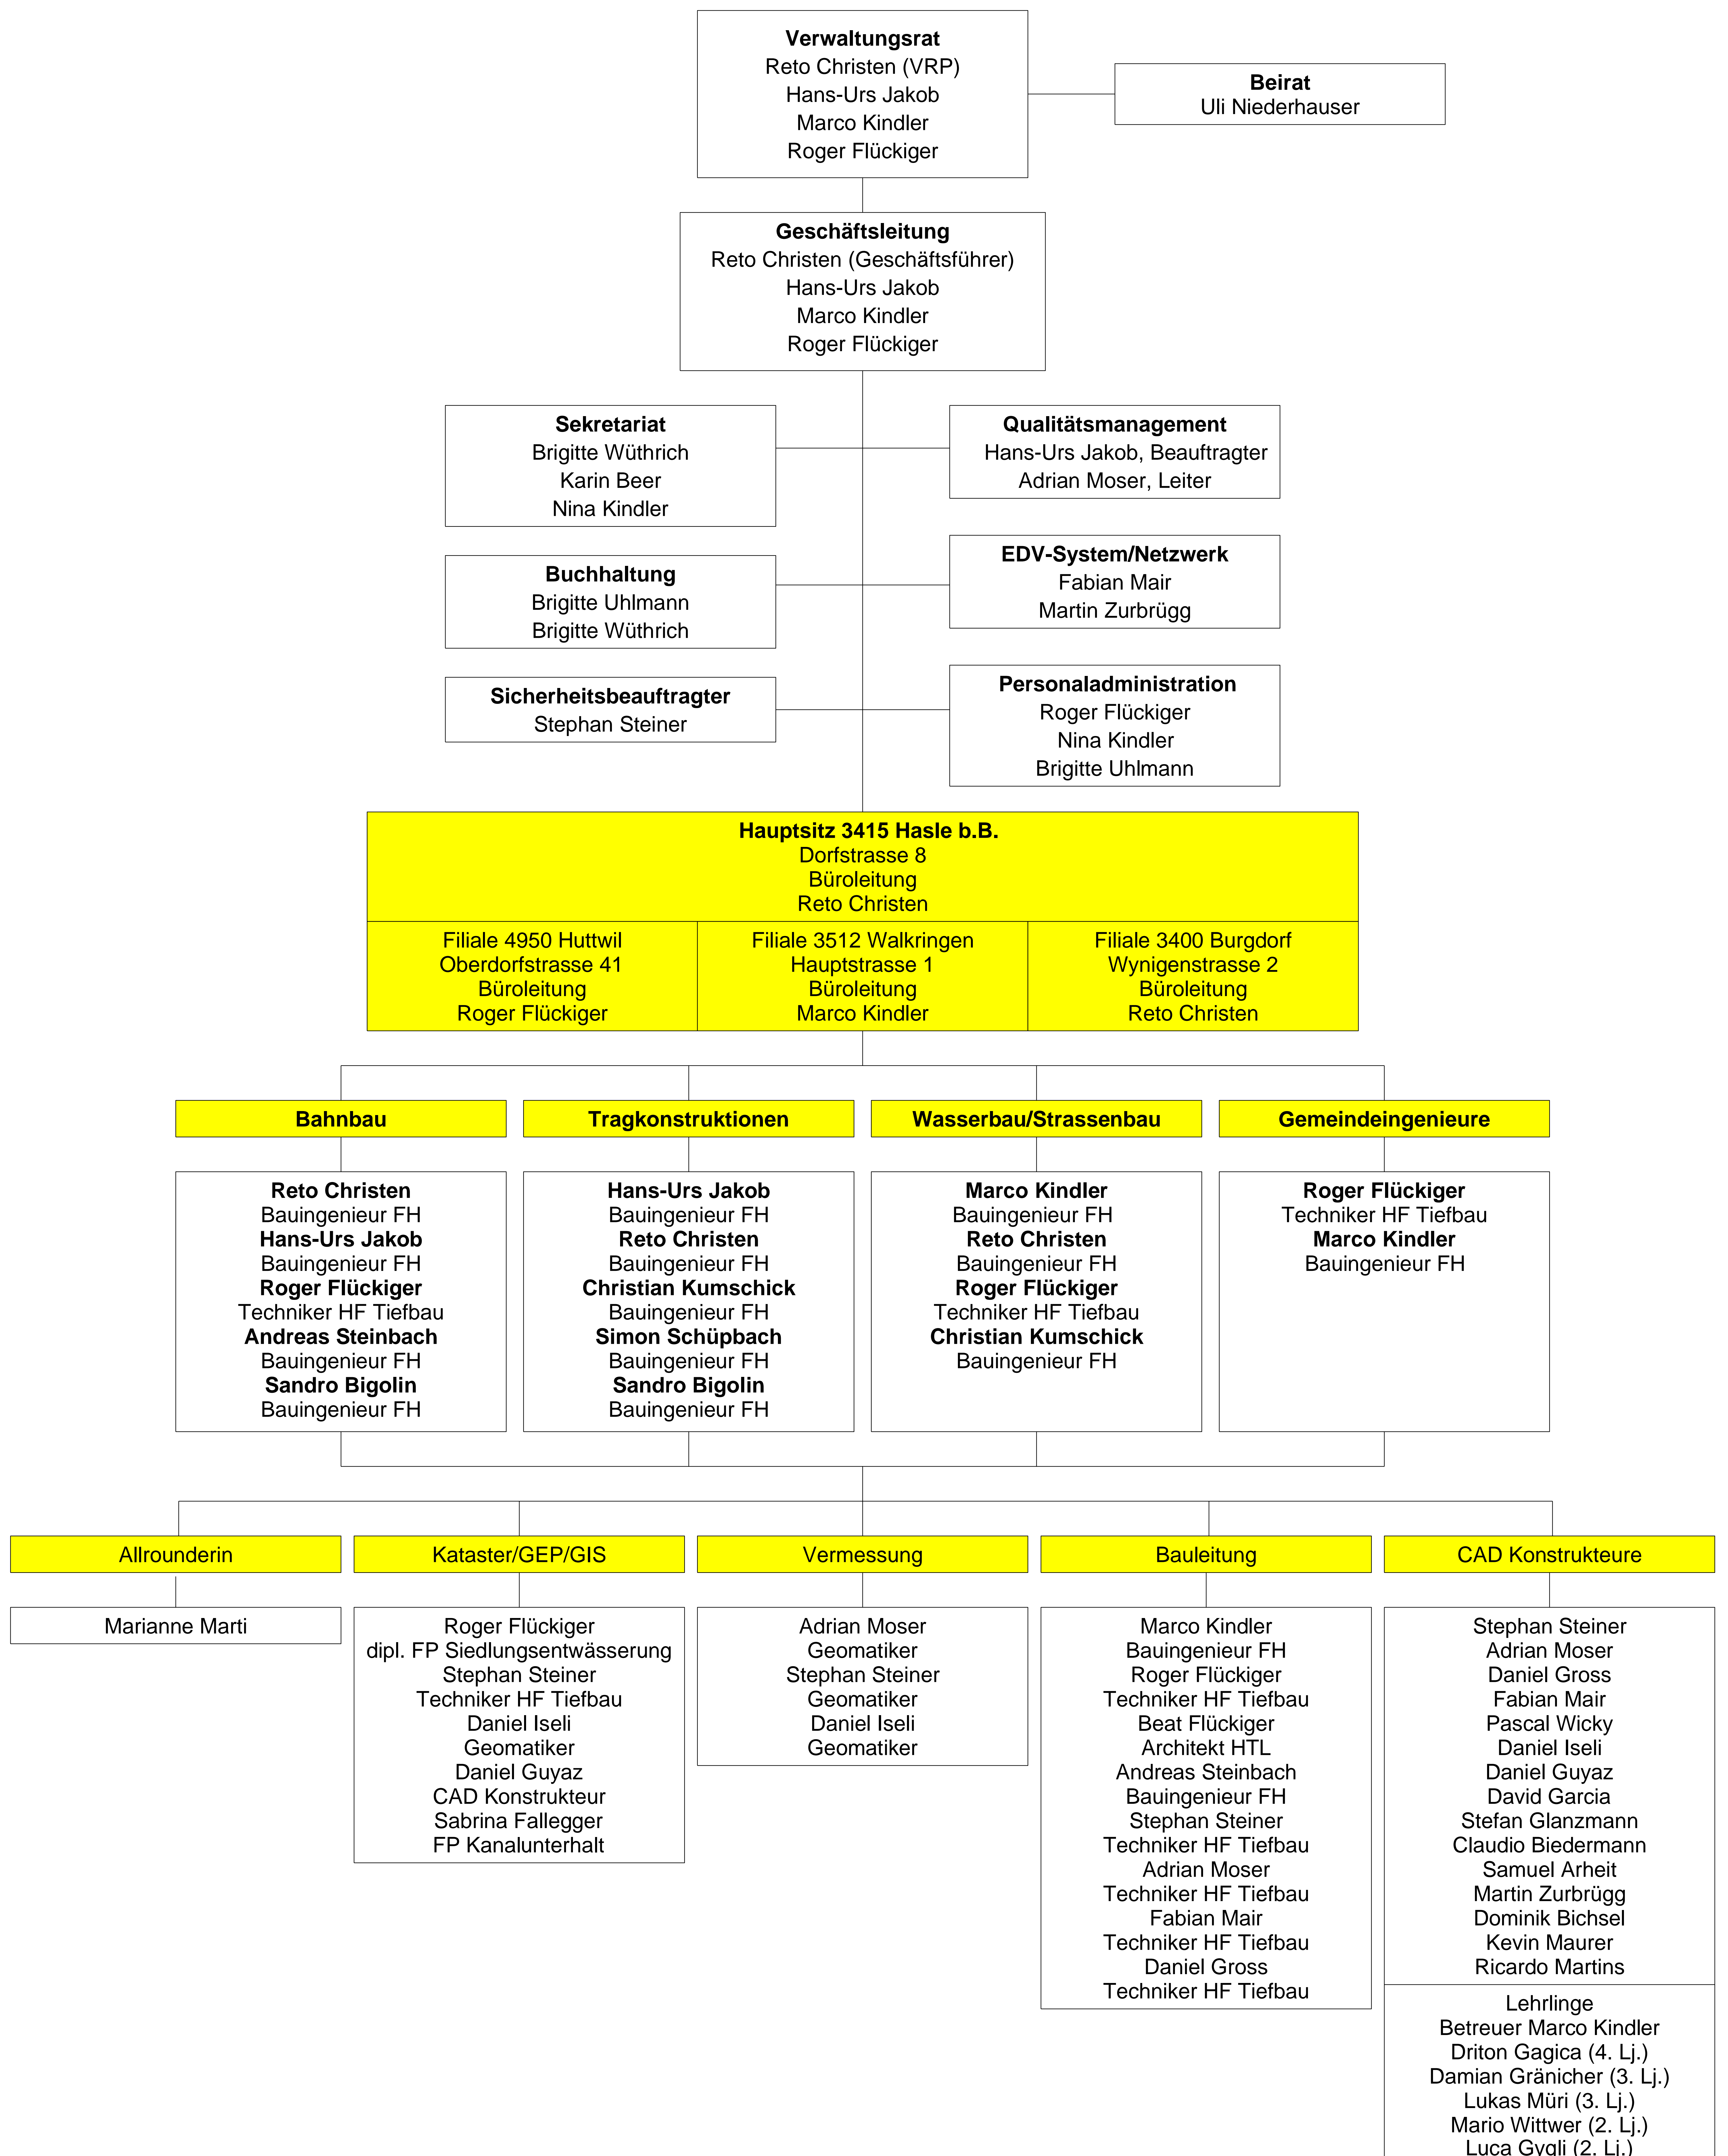 Verwaltungsrat
Reto Christen (VRP)
Hans-Urs Jakob
Marco Kindler
Roger Flückiger
Beirat
Uli Niederhauser
Geschäftsleitung
Reto Christen (Geschäftsführer)
Hans-Urs Jakob
Marco Kindler
Roger Flückiger
Sekretariat
Brigitte Wüthrich
Karin Beer
Nina Kindler
Qualitätsmanagement
Hans-Urs Jakob, Beauftragter
Adrian Moser, Leiter
Buchhaltung
Brigitte Uhlmann
Brigitte Wüthrich
EDV-System/Netzwerk
Fabian Mair
Martin Zurbrügg
Sicherheitsbeauftragter
Stephan Steiner
Personaladministration
Roger Flückiger
Nina Kindler
Brigitte Uhlmann
Hauptsitz 3415 Hasle b.B.
Dorfstrasse 8
Büroleitung
Reto Christen
Filiale 4950 Huttwil
Oberdorfstrasse 41
Büroleitung
Roger Flückiger
Filiale 3512 Walkringen
Hauptstrasse 1
Büroleitung
Marco Kindler
Filiale 3400 Burgdorf
Wynigenstrasse 2
Büroleitung
Reto Christen
Bahnbau
Reto Christen
Bauingenieur FH
Hans-Urs Jakob
Bauingenieur FH
Roger Flückiger
Techniker HF Tiefbau
Andreas Steinbach
Bauingenieur FH
Sandro Bigolin
Bauingenieur FH
Tragkonstruktionen
Hans-Urs Jakob
Bauingenieur FH
Reto Christen
Bauingenieur FH
Christian Kumschick
Bauingenieur FH
Simon Schüpbach
Bauingenieur FH
Sandro Bigolin
Bauingenieur FH
Wasserbau/Strassenbau
Marco Kindler
Bauingenieur FH
Reto Christen
Bauingenieur FH
Roger Flückiger
Techniker HF Tiefbau
Christian Kumschick
Bauingenieur FH
Gemeindeingenieure
Roger Flückiger
Techniker HF Tiefbau
Marco Kindler
Bauingenieur FH
Allrounderin
Marianne Marti
Kataster/GEP/GIS
Roger Flückiger
dipl. FP Siedlungsentwässerung
Stephan Steiner
Techniker HF Tiefbau
Daniel Iseli
Geomatiker
Daniel Guyaz
CAD Konstrukteur
Sabrina Fallegger
FP Kanalunterhalt
Vermessung
Adrian Moser
Geomatiker
Stephan Steiner
Geomatiker
Daniel Iseli
Geomatiker
Bauleitung
Marco Kindler
Bauingenieur FH
Roger Flückiger
Techniker HF Tiefbau
Beat Flückiger
Architekt HTL
Andreas Steinbach
Bauingenieur FH
Stephan Steiner
Techniker HF Tiefbau
Adrian Moser
Techniker HF Tiefbau
Fabian Mair
Techniker HF Tiefbau
Daniel Gross
Techniker HF Tiefbau
CAD Konstrukteure
Stephan Steiner
Adrian Moser
Daniel Gross
Fabian Mair
Pascal Wicky
Daniel Iseli
Daniel Guyaz
David Garcia
Stefan Glanzmann
Claudio Biedermann
Samuel Arheit
Martin Zurbrügg
Dominik Bichsel
Kevin Maurer
Ricardo Martins
Lehrlinge
Betreuer Marco Kindler
Driton Gagica (4. Lj.)
Damian Gränicher (3. Lj.)
Lukas Müri (3. Lj.)
Mario Wittwer (2. Lj.)
Luca Gygli (2. Lj.)